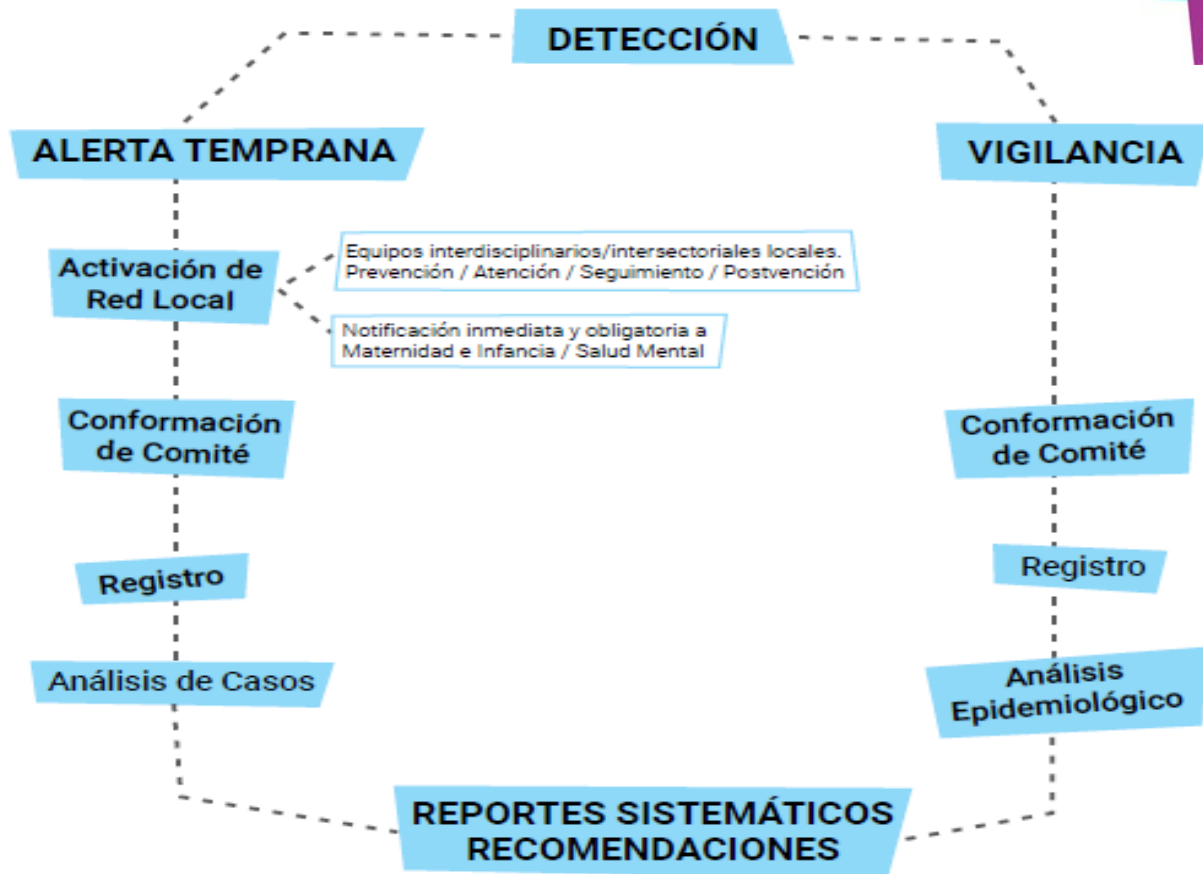 DETECCIÓN
ALERTA TEMPRANA
VIGILANCIA
Activación de
Red Local
Equipos interdisciplinarios/intersectoriales locales.
Prevención / Atención / Seguimiento / Postvención
Notificación inmediata y obligatoria a
Maternidad e Infancia / Salud Mental
Conformación
de Comité
Conformación
de Comité
Registro
Registro
Análisis de Casos
Análisis
Epidemiológico
REPORTES SISTEMÁTICOS
RECOMENDACIONES